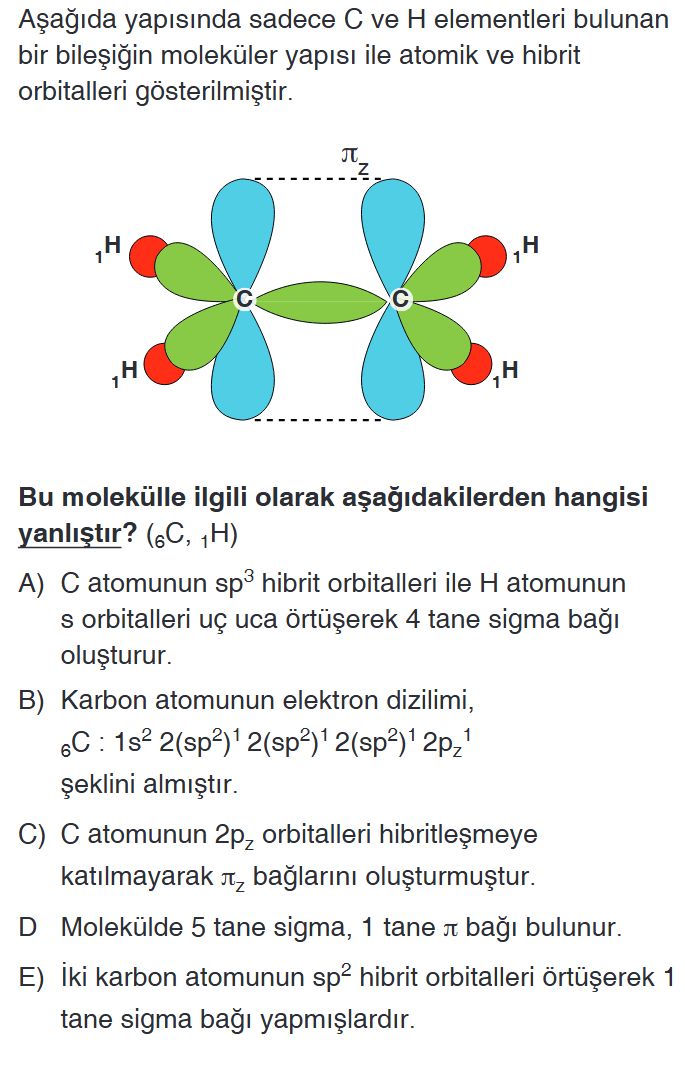 Aşağıda yapısında sadece C ve H elementleri bulunan
bir bileşiğin moleküler yapısı ile atomik ve hibrit
orbitalleri gösterilmiştir.
π_z
₁H
₁H
C
C
₁H
₁H
Bu molekülle ilgili olarak aşağıdakilerden hangisi
yanlıştır? (₆C, ₁H)
A) C atomunun sp³ hibrit orbitalleri ile H atomunun
s orbitalleri uç uca örtüşerek 4 tane sigma bağı
oluşturur.
B) Karbon atomunun elektron dizilimi,
₆C : 1s² 2(sp²)¹ 2(sp²)¹ 2(sp²)¹ 2p_z¹
şeklini almıştır.
C) C atomunun 2p_z orbitalleri hibritleşmeye
katılmayarak π_z bağlarını oluşturmuştur.
D Molekülde 5 tane sigma, 1 tane π bağı bulunur.
E) İki karbon atomunun sp² hibrit orbitalleri örtüşerek 1
tane sigma bağı yapmışlardır.